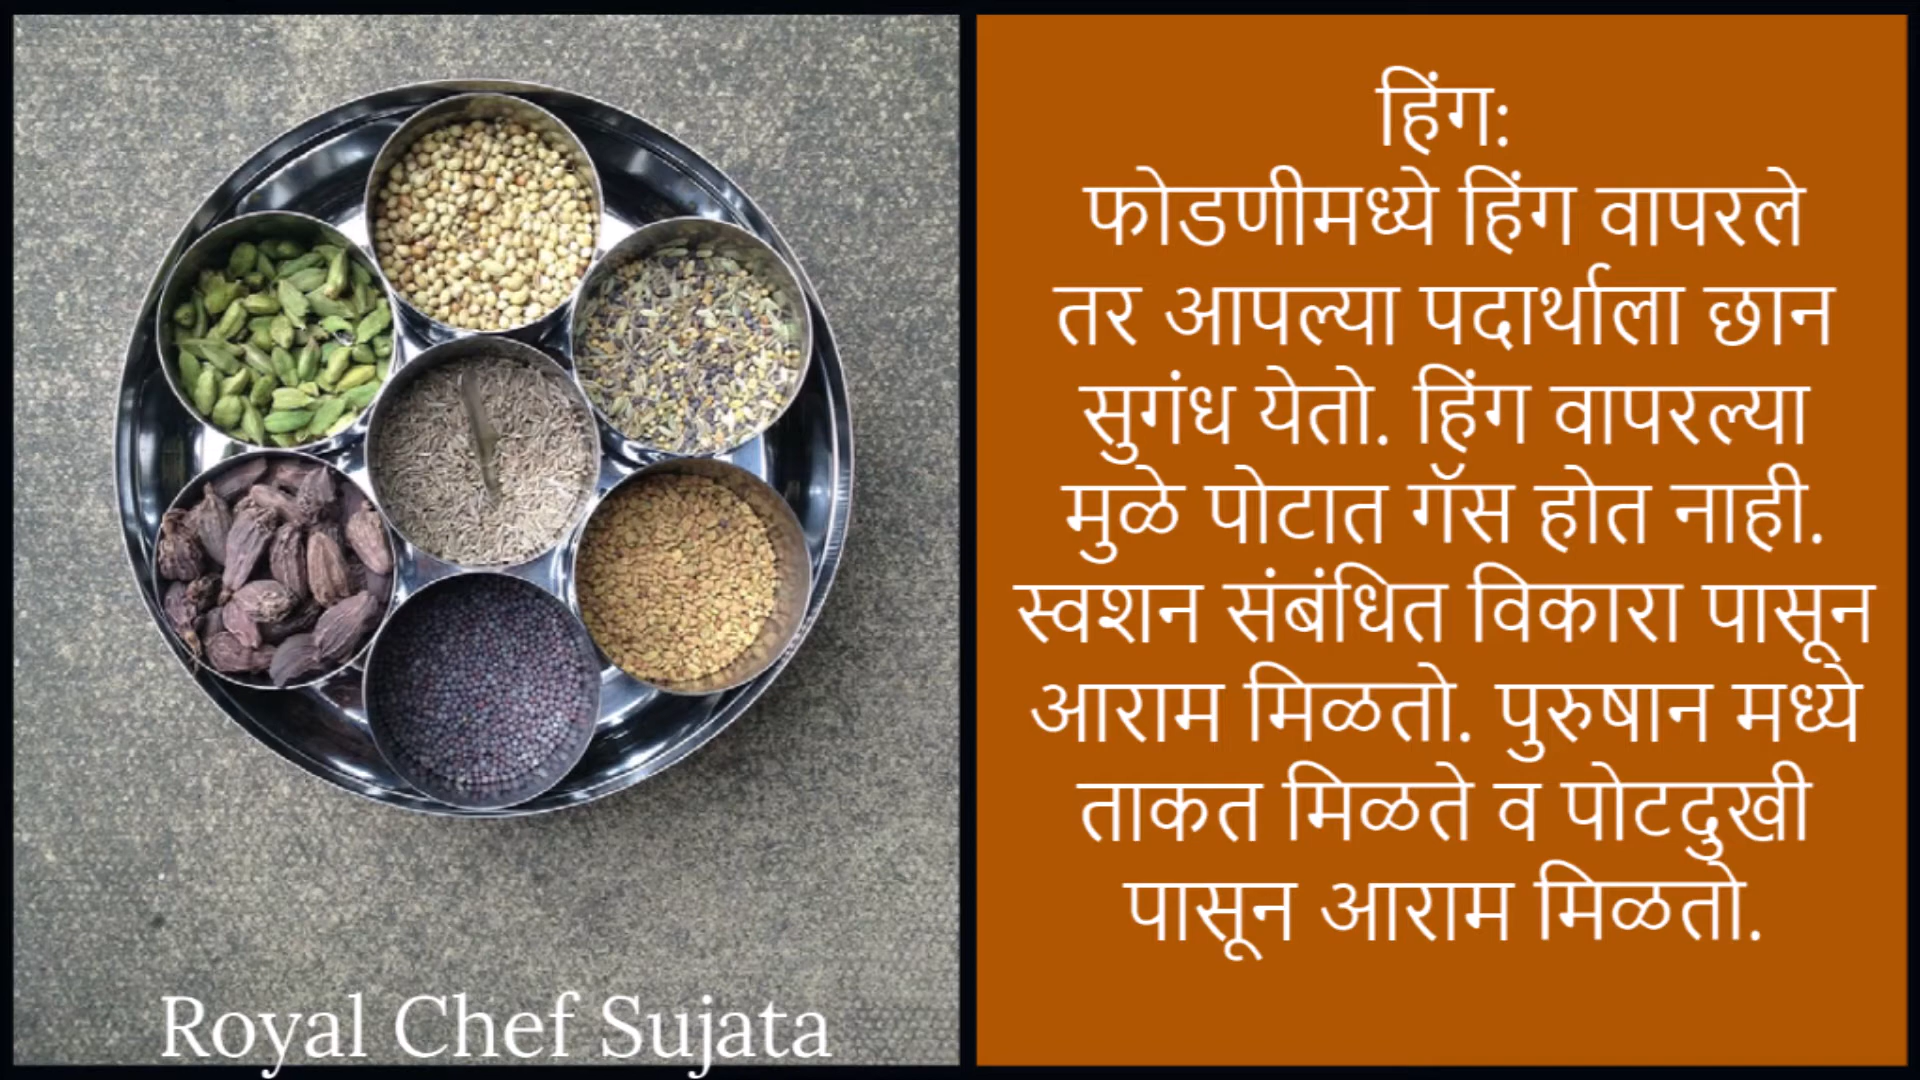 Royal Chef Sujata
हिंग:
फोडणीमध्ये हिंग वापरले
तर आपल्या पदार्थाला छान
सुगंध येतो. हिंग वापरल्या
मुळे पोटात गॅस होत नाही.
स्वशन संबंधित विकारा पासून
आराम मिळतो. पुरुषान मध्ये
ताकत मिळते व पोटदुखी
पासून आराम मिळतो.